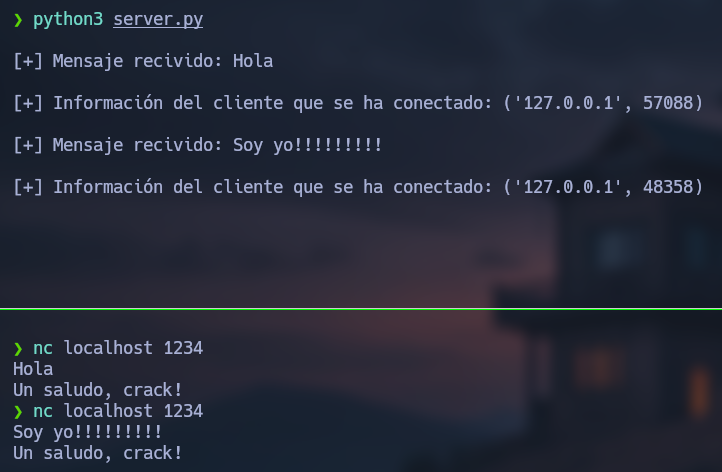 ❯ python3 server.py
[+] Mensaje recivido: Hola
[+] Información del cliente que se ha conectado: ('127.0.0.1', 57088)
[+] Mensaje recivido: Soy yo!!!!!!!!!
[+] Información del cliente que se ha conectado: ('127.0.0.1', 48358)
❯ nc localhost 1234
Hola
Un saludo, crack!
❯ nc localhost 1234
Soy yo!!!!!!!!!
Un saludo, crack!